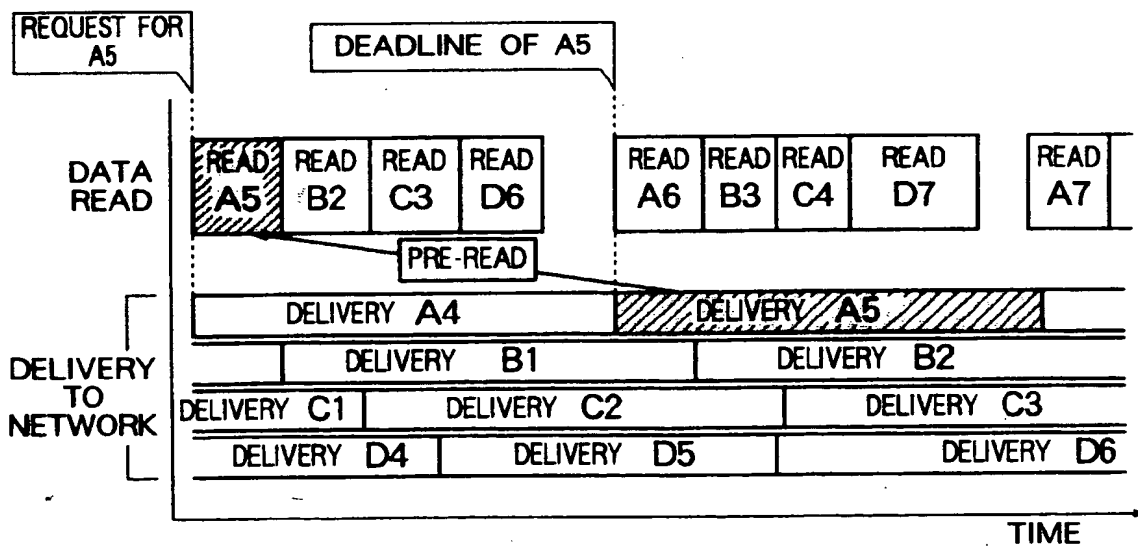 REQUEST FOR
A5
DEADLINE OF A5
DATA
READ
READ
A5
READ
B2
READ
C3
READ
D6
READ
A6
READ
B3
READ
C4
READ
D7
READ
A7
PRE-READ
DELIVERY
TO
NETWORK
DELIVERY A4
DELIVERY A5
DELIVERY B1
DELIVERY B2
DELIVERY C1
DELIVERY C2
DELIVERY C3
DELIVERY D4
DELIVERY D5
DELIVERY D6
TIME